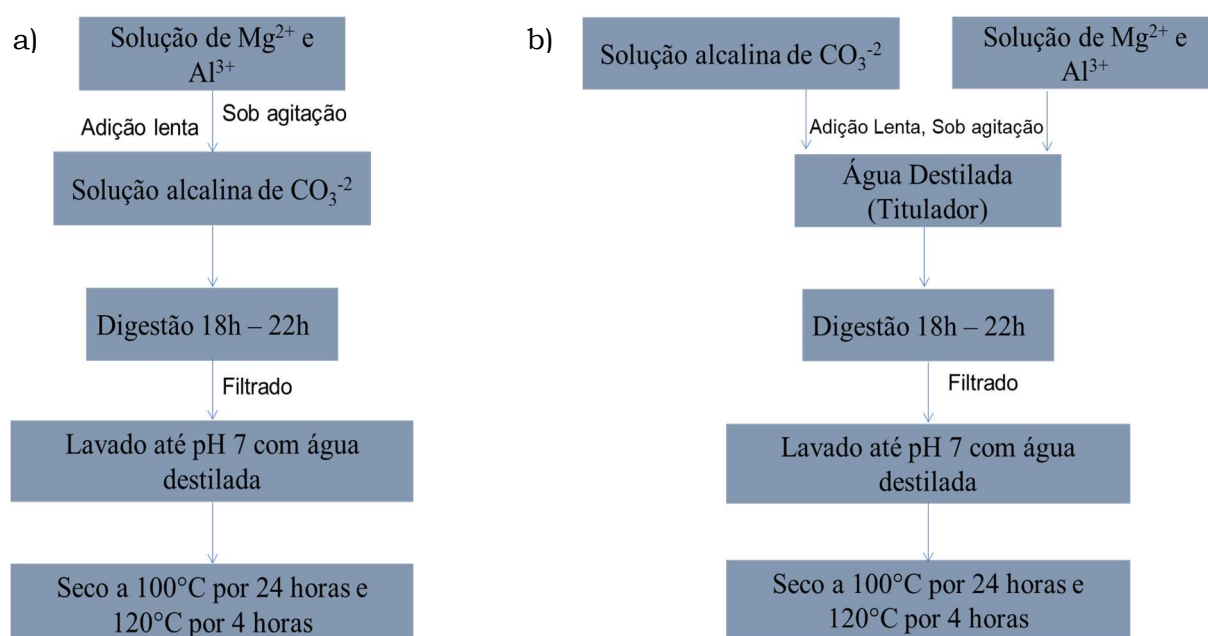 a)
Solução de Mg²⁺ e
Al³⁺
Adição lenta
Sob agitação
Solução alcalina de CO₃⁻²
Digestão 18h – 22h
Filtrado
Lavado até pH 7 com água
destilada
Seco a 100°C por 24 horas e
120°C por 4 horas
b)
Solução alcalina de CO₃⁻²
Solução de Mg²⁺ e
Al³⁺
Adição Lenta, Sob agitação
Água Destilada
(Titulador)
Digestão 18h – 22h
Filtrado
Lavado até pH 7 com água
destilada
Seco a 100°C por 24 horas e
120°C por 4 horas